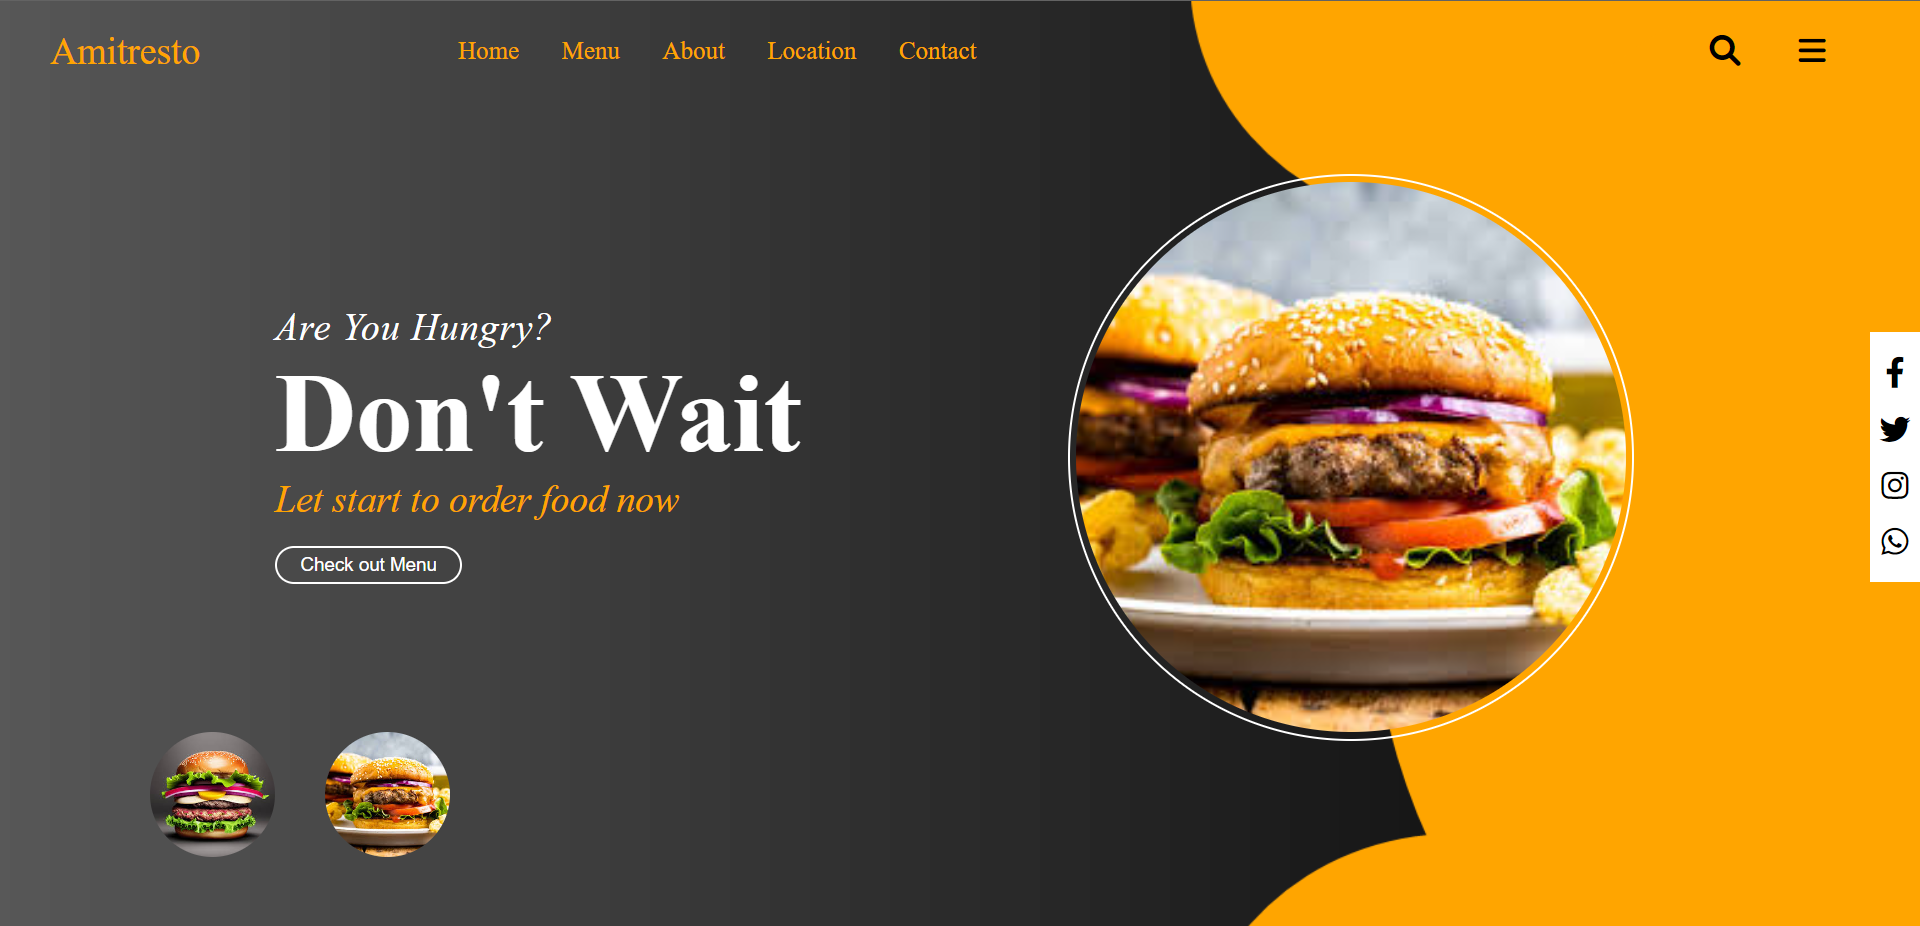 Amitresto
Home Menu About Location Contact
Are You Hungry?
Don't Wait
Let start to order food now
Check out Menu